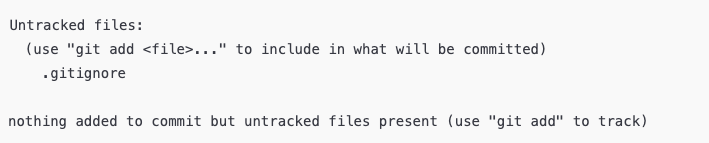 Untracked files:
(use "git add <file>..." to include in what will be committed)
.gitignore
nothing added to commit but untracked files present (use "git add" to track)